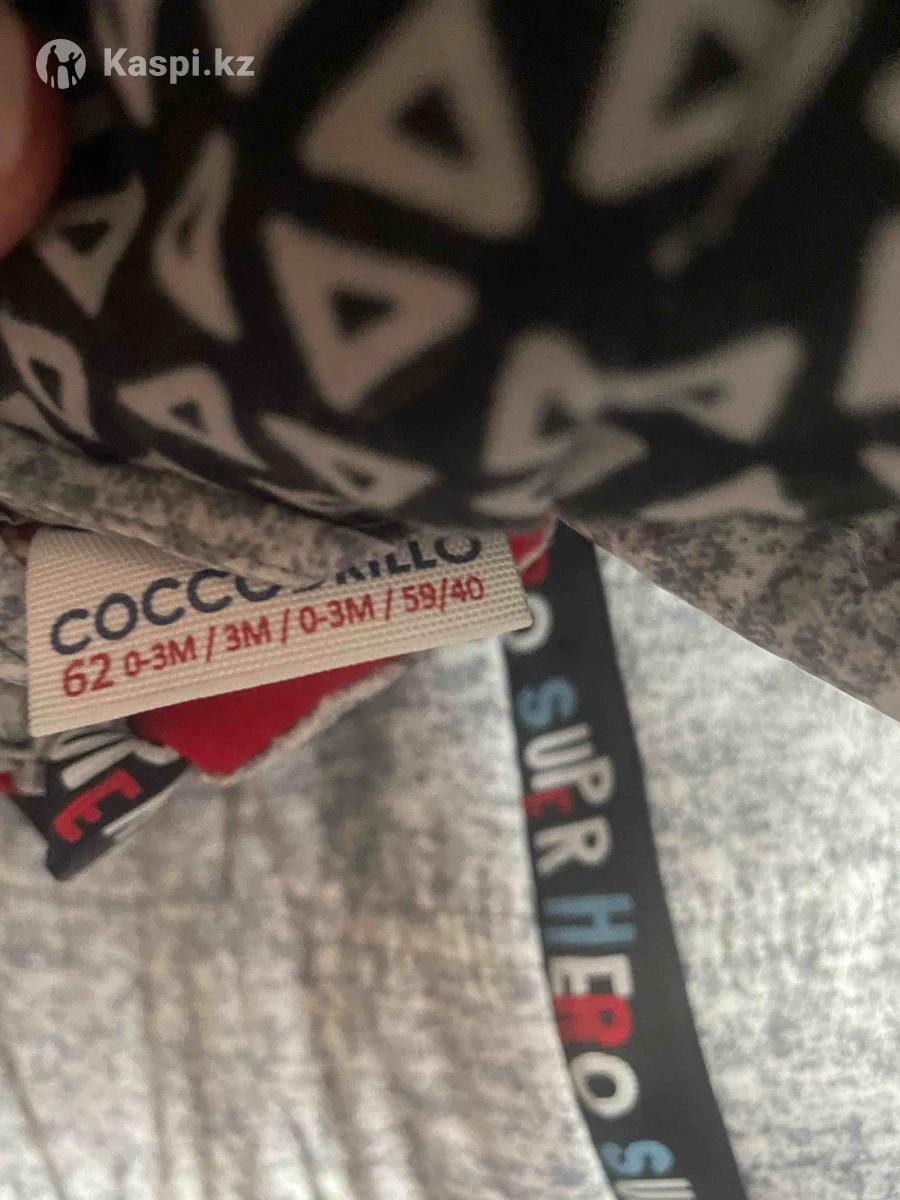 Kaspi.kz
COCCODRILLO
62 0-3M / 3M / 0-3M / 59/40
SUPER HERO